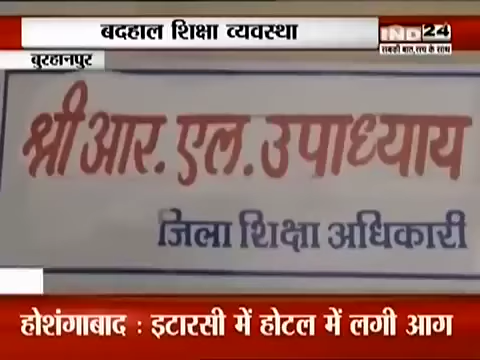 बदहाल शिक्षा व्यवस्था
IND24
सबकी बात, सच के साथ
बुरहानपुर
श्री आर. एल. उपाध्याय
जिला शिक्षा अधिकारी
होशंगाबाद : इटारसी में होटल में लगी आग